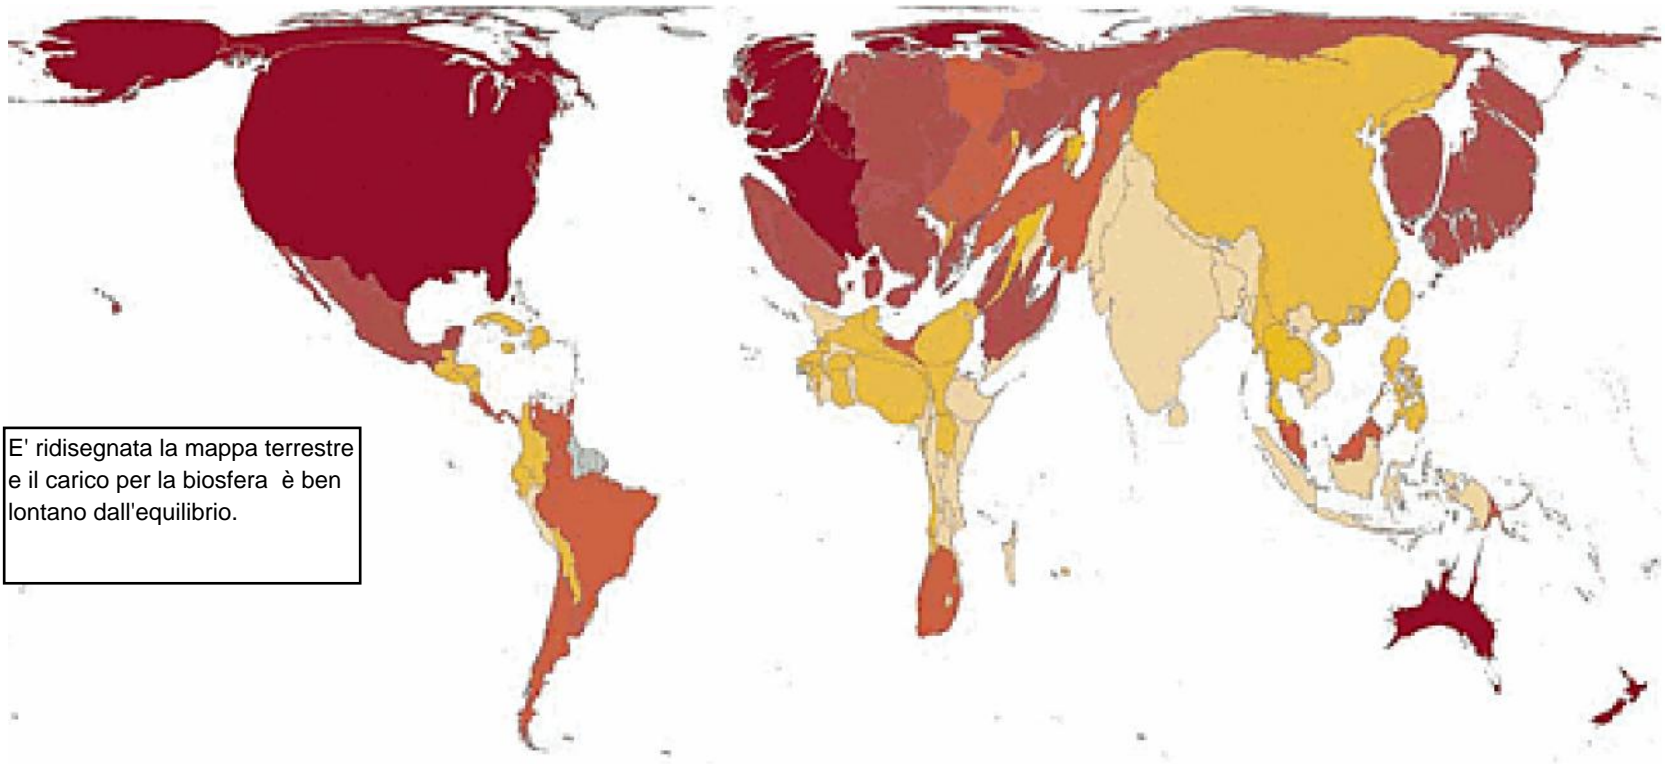 E' ridisegnata la mappa terrestre
e il carico per la biosfera  è ben
lontano dall'equilibrio.